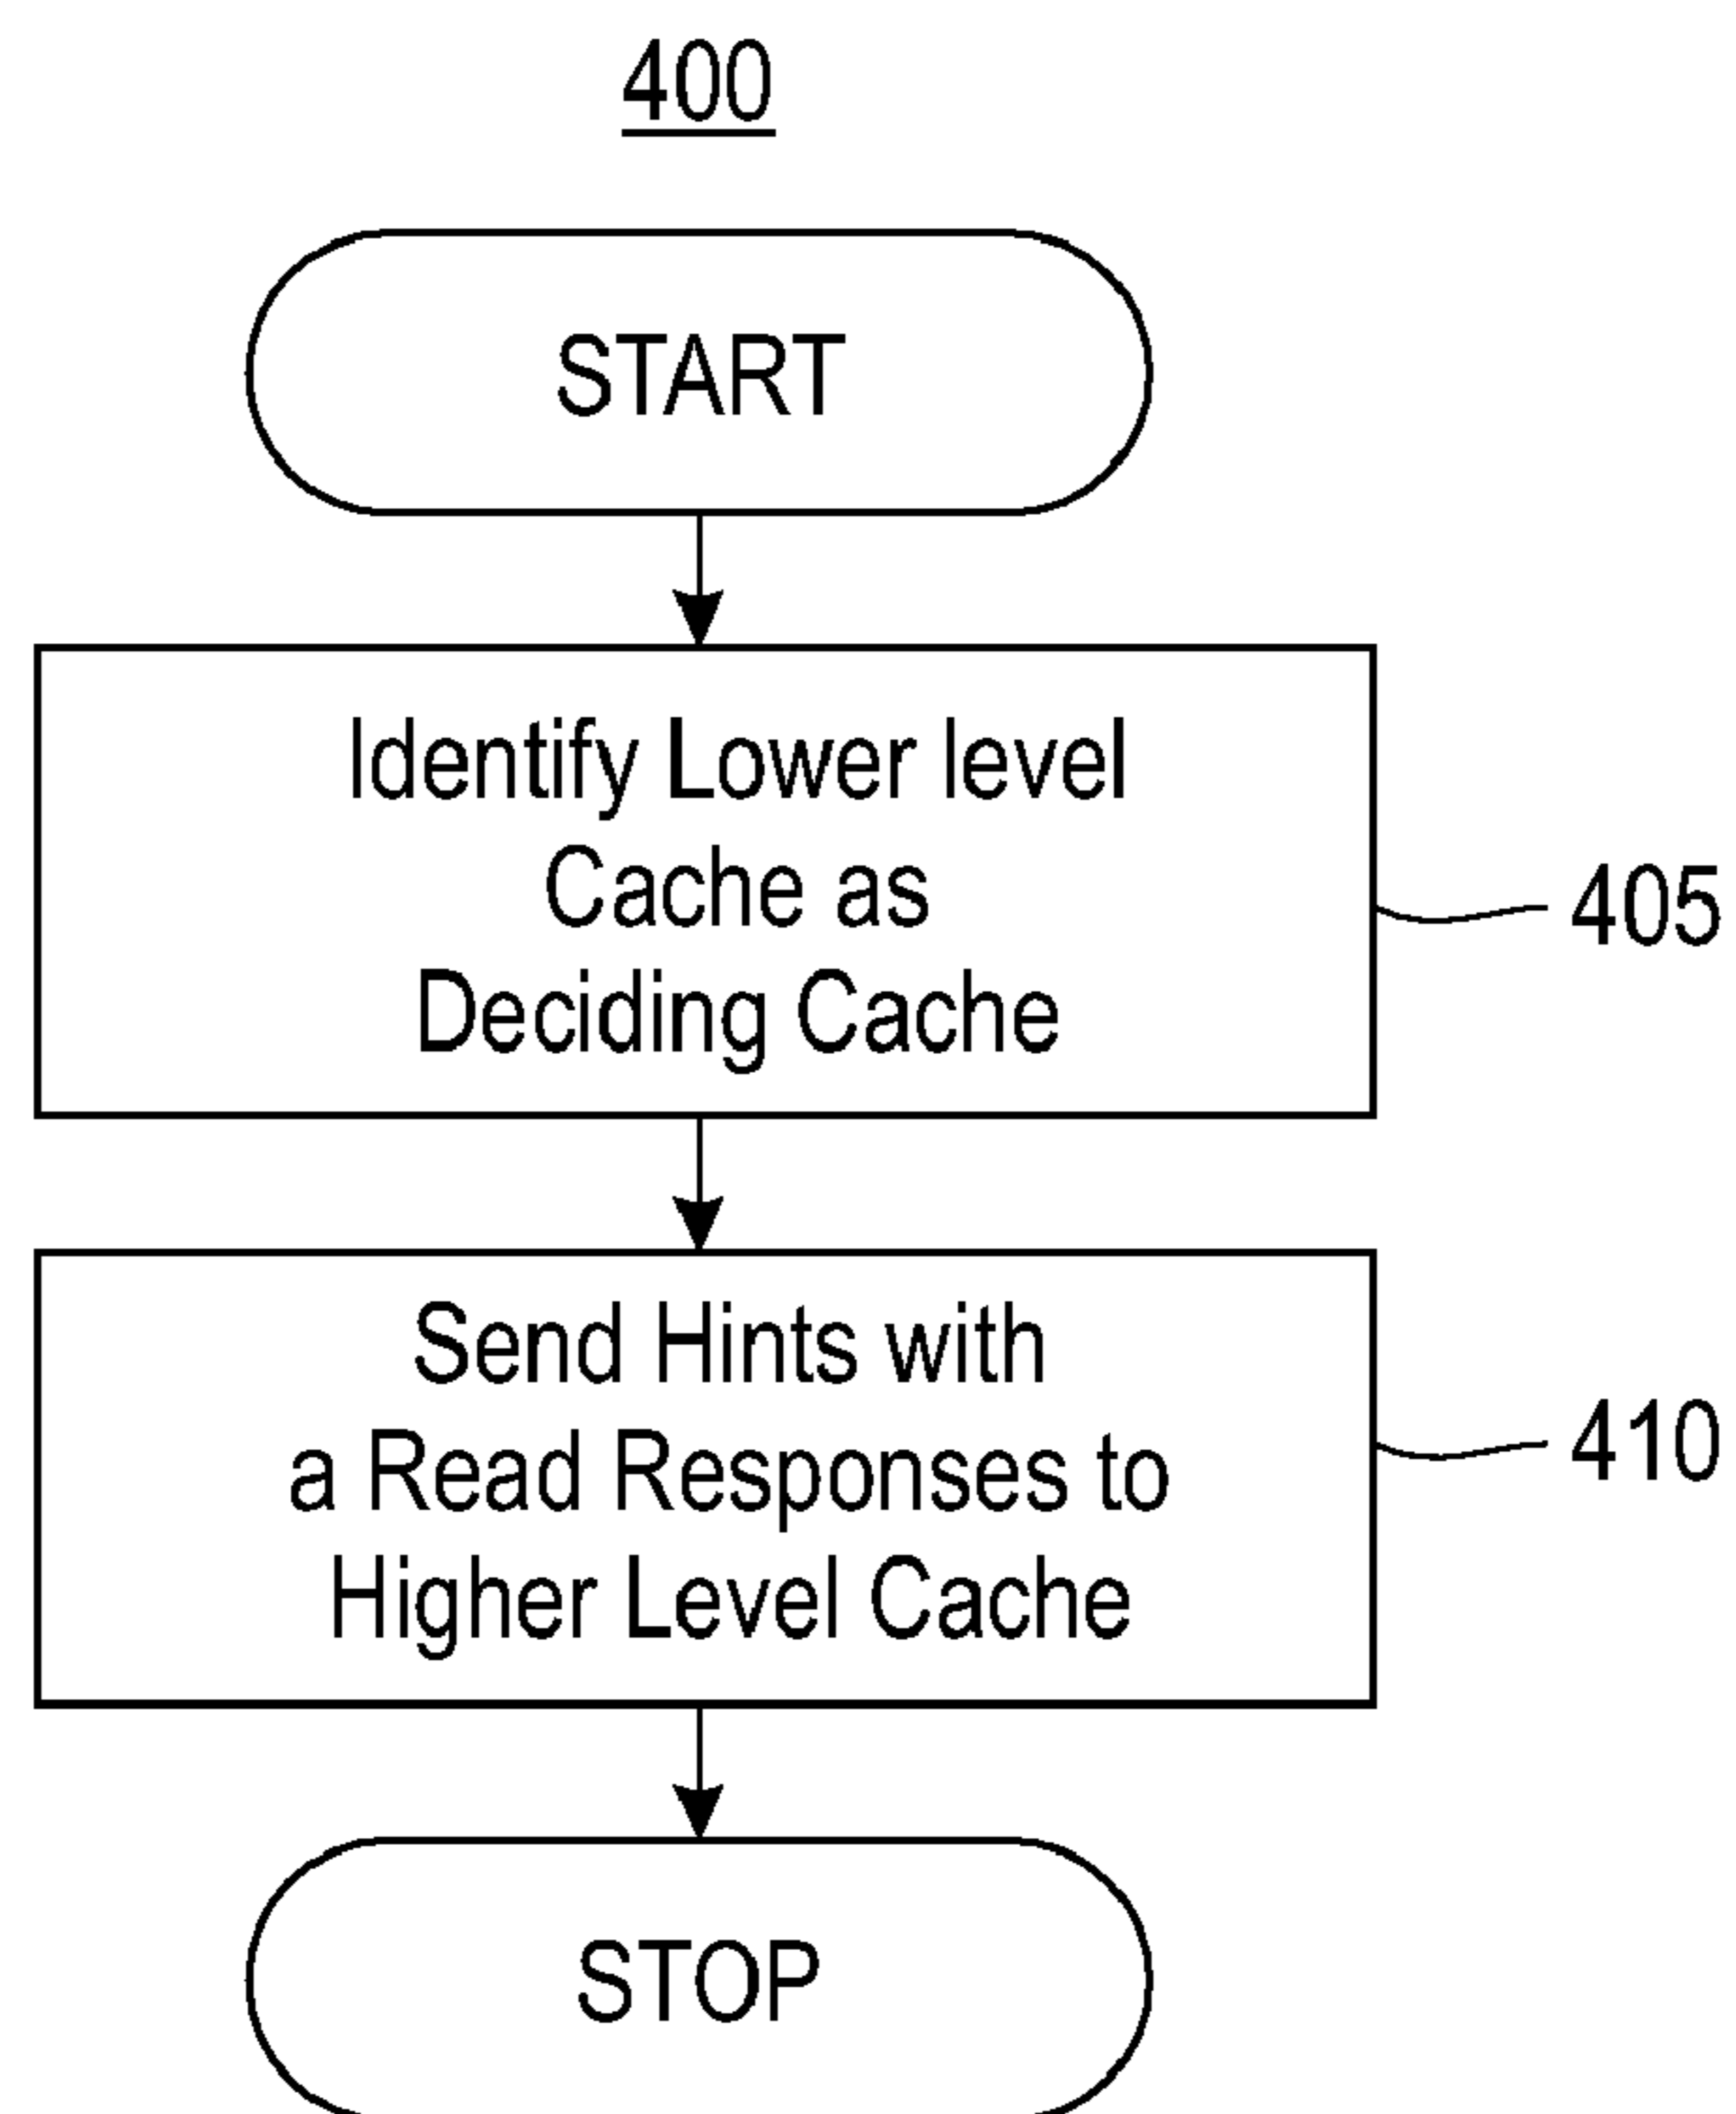 400
START
Identify Lower level
Cache as
Deciding Cache
405
Send Hints with
a Read Responses to
Higher Level Cache
410
STOP